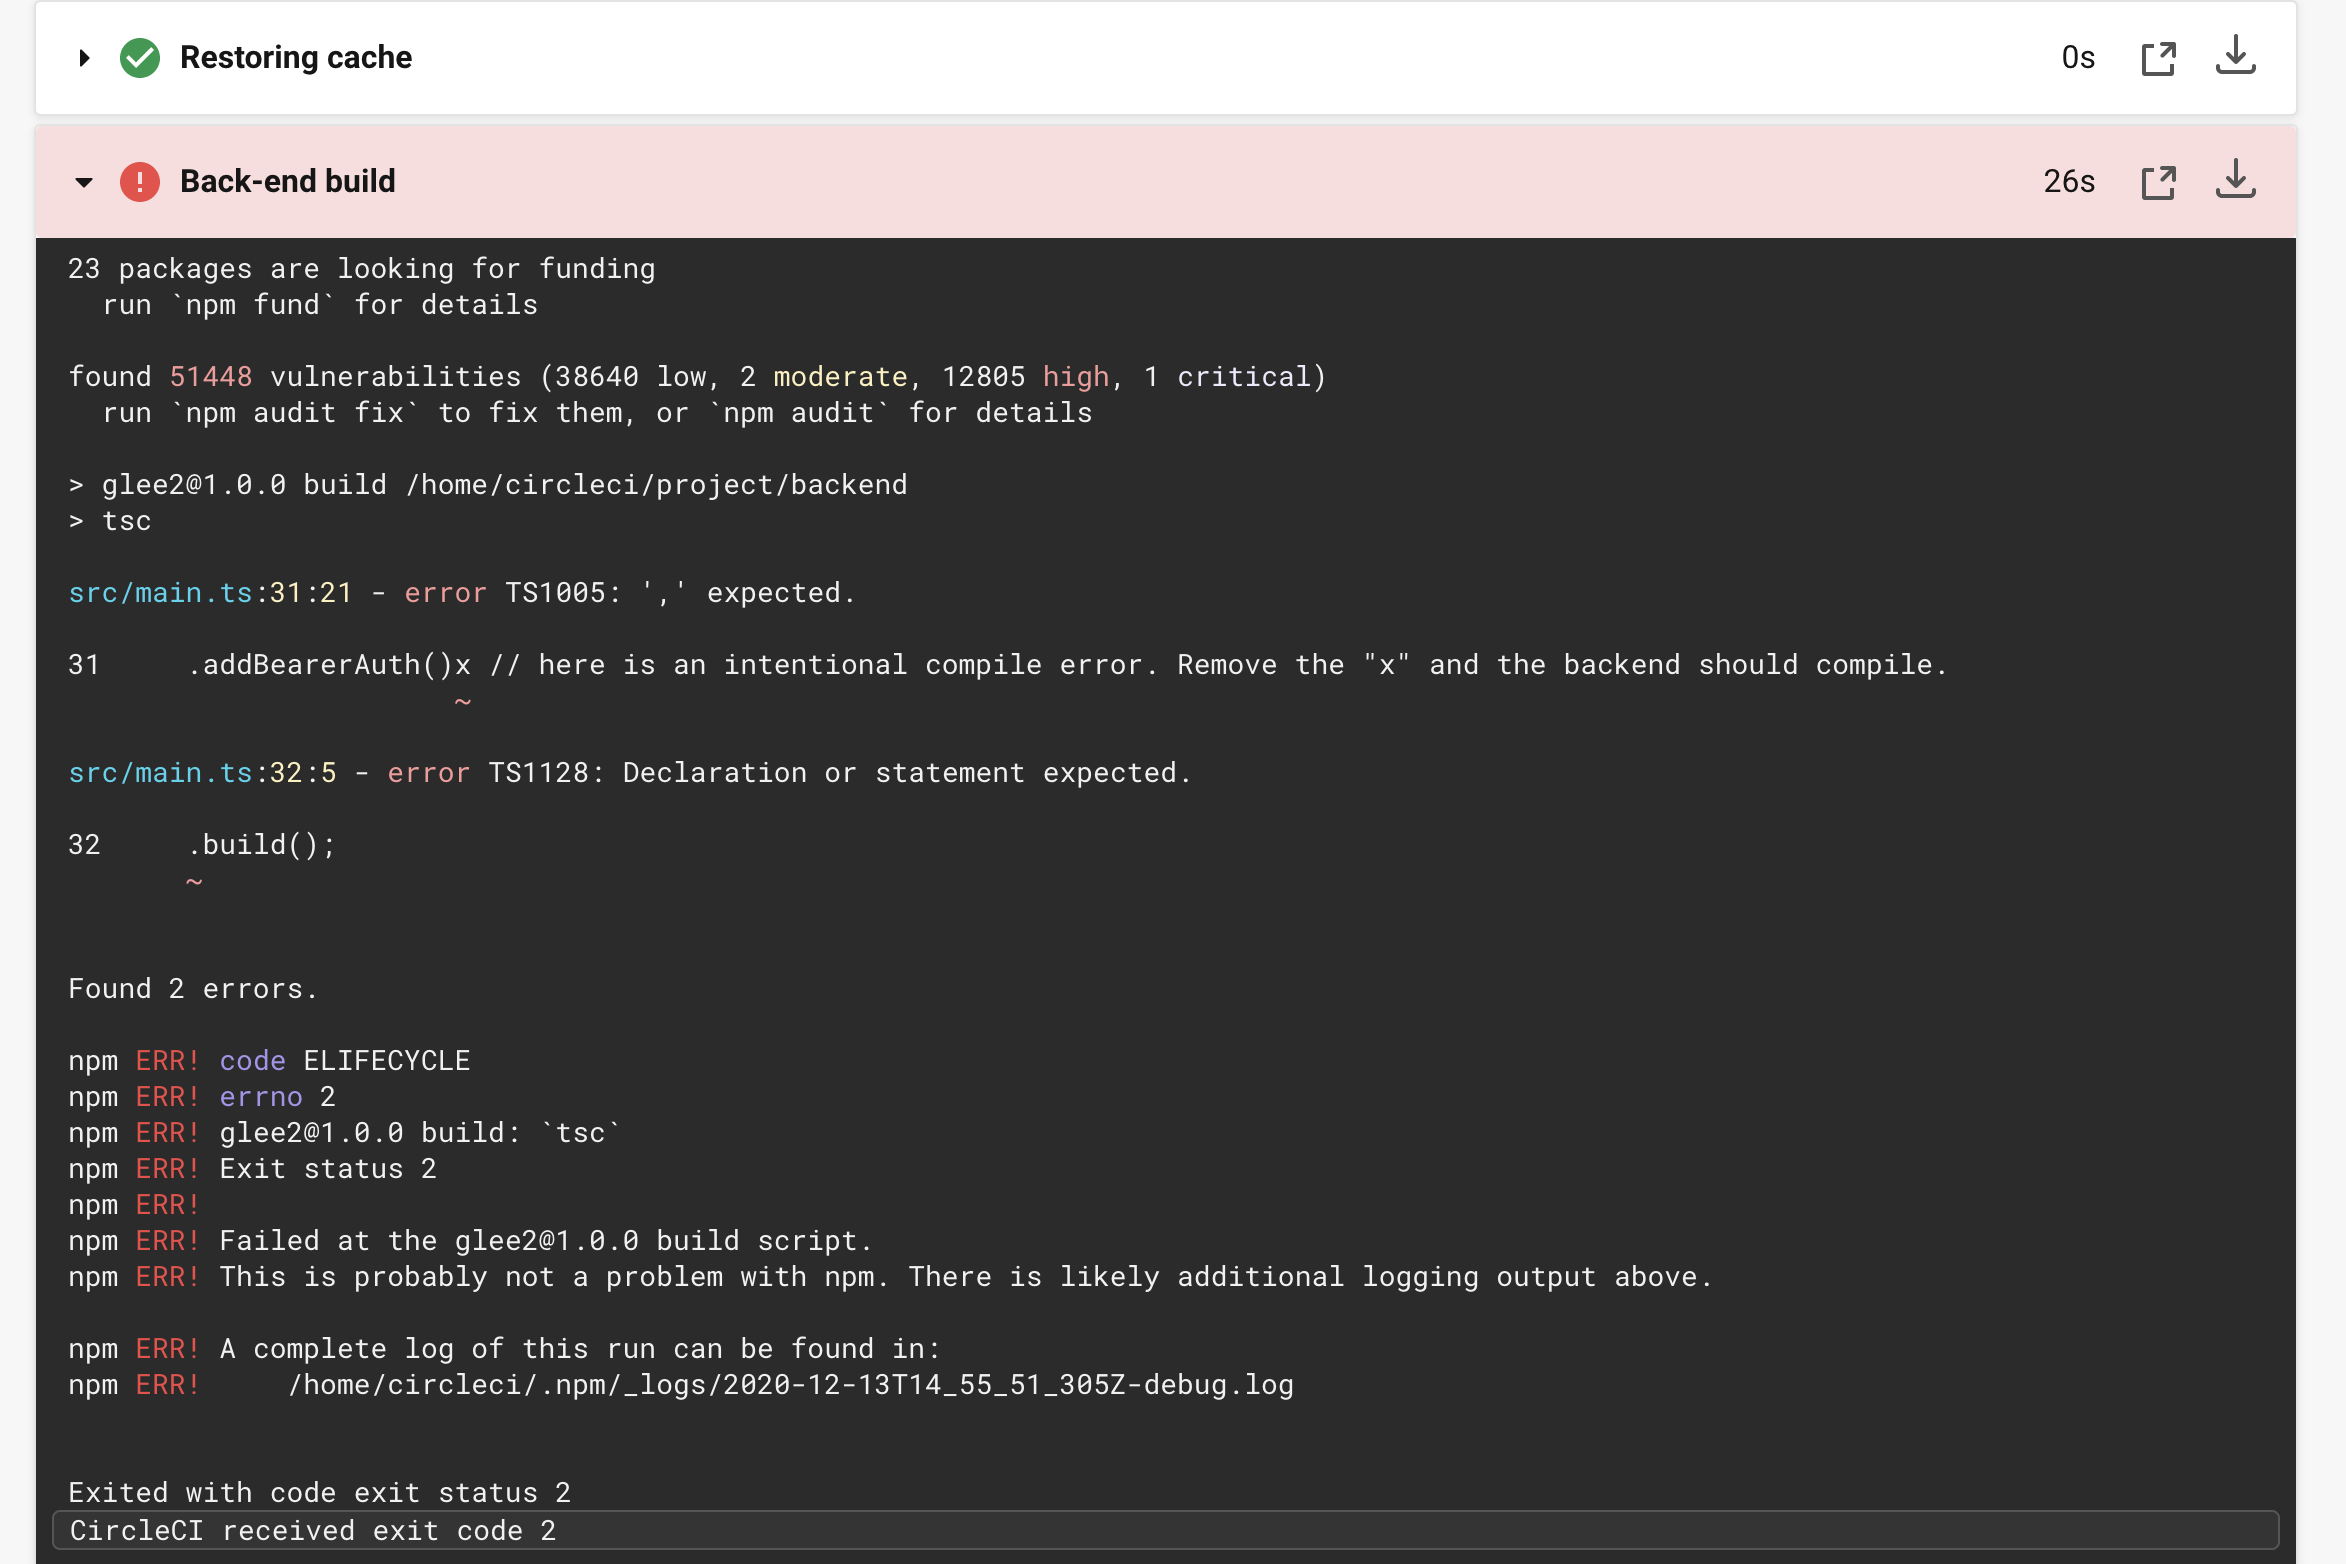 Restoring cache 0s
Back-end build 26s
23 packages are looking for funding
  run `npm fund` for details
found 51448 vulnerabilities (38640 low, 2 moderate, 12805 high, 1 critical)
  run `npm audit fix` to fix them, or `npm audit` for details
> glee2@1.0.0 build /home/circleci/project/backend
> tsc
src/main.ts:31:21 - error TS1005: ',' expected.
31     .addBearerAuth()x // here is an intentional compile error. Remove the "x" and the backend should compile.
                       ~
src/main.ts:32:5 - error TS1128: Declaration or statement expected.
32     .build();
       ~
Found 2 errors.
npm ERR! code ELIFECYCLE
npm ERR! errno 2
npm ERR! glee2@1.0.0 build: `tsc`
npm ERR! Exit status 2
npm ERR!
npm ERR! Failed at the glee2@1.0.0 build script.
npm ERR! This is probably not a problem with npm. There is likely additional logging output above.
npm ERR! A complete log of this run can be found in:
npm ERR!     /home/circleci/.npm/_logs/2020-12-13T14_55_51_305Z-debug.log
Exited with code exit status 2
CircleCI received exit code 2